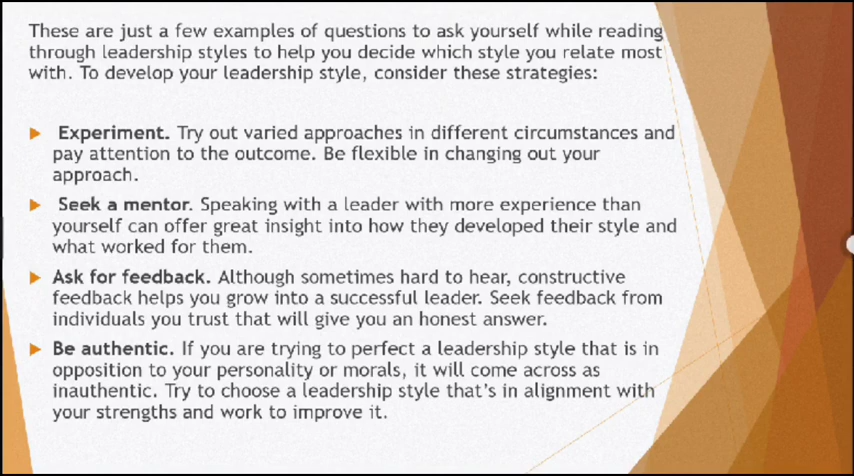 These are just a few examples of questions to ask yourself while reading
through leadership styles to help you decide which style you relate most
with. To develop your leadership style, consider these strategies:
Experiment. Try out varied approaches in different circumstances and
pay attention to the outcome. Be flexible in changing out your
approach.
Seek a mentor. Speaking with a leader with more experience than
yourself can offer great insight into how they developed their style and
what worked for them.
Ask for feedback. Although sometimes hard to hear, constructive
feedback helps you grow into a successful leader. Seek feedback from
individuals you trust that will give you an honest answer.
Be authentic. If you are trying to perfect a leadership style that is in
opposition to your personality or morals, it will come across as
inauthentic. Try to choose a leadership style that’s in alignment with
your strengths and work to improve it.